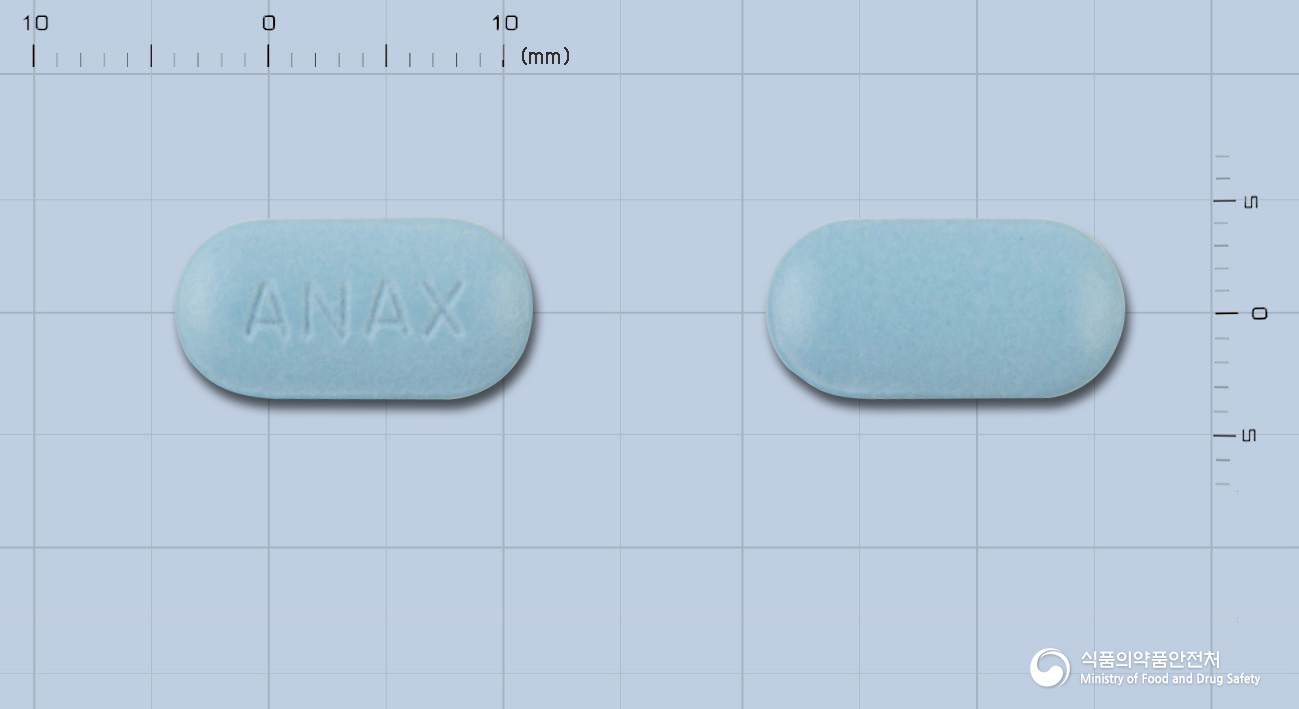 10 0 10
(mm)
ANAX
5
0
5
식품의약품안전처
Ministry of Food and Drug Safety